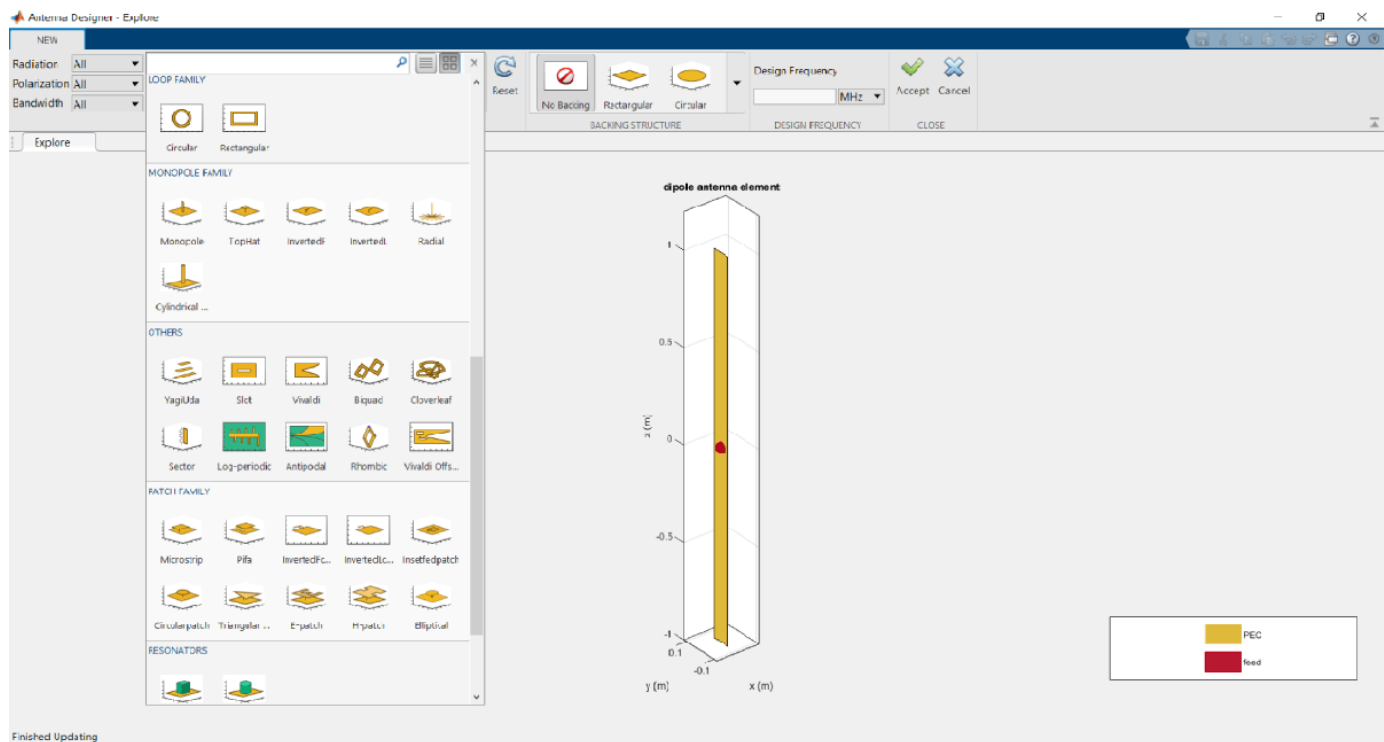 Antenna Designer - Explore
NEW
Radiation All
Polarization All
Bandwidth All
Reset
No Backing Rectangular Circular
BACKING STRUCTURE
Design Frequency
MHz
DESIGN FREQUENCY
Accept Cancel
CLOSE
Explore
LOOP FAMILY
Circular Rectangular
MONOPOLE FAMILY
Monopole TopHat InvertedF InvertedL Radial
Cylindrical ...
OTHERS
YagiUda Slot Vivaldi Biquad Cloverleaf
Sector Log-periodic Antipodal Rhombic Vivaldi Offs...
PATCH FAMILY
Microstrip Pifa InvertedFc... InvertedLc... Insetfedpatch
Circularpatch Triangular ... E-patch H-patch Elliptical
RESONATORS
dipole antenna element
1
0.5
0
-0.5
-1
z (m)
0.1
-0.1
y (m) x (m)
PEC
feed
Finished Updating